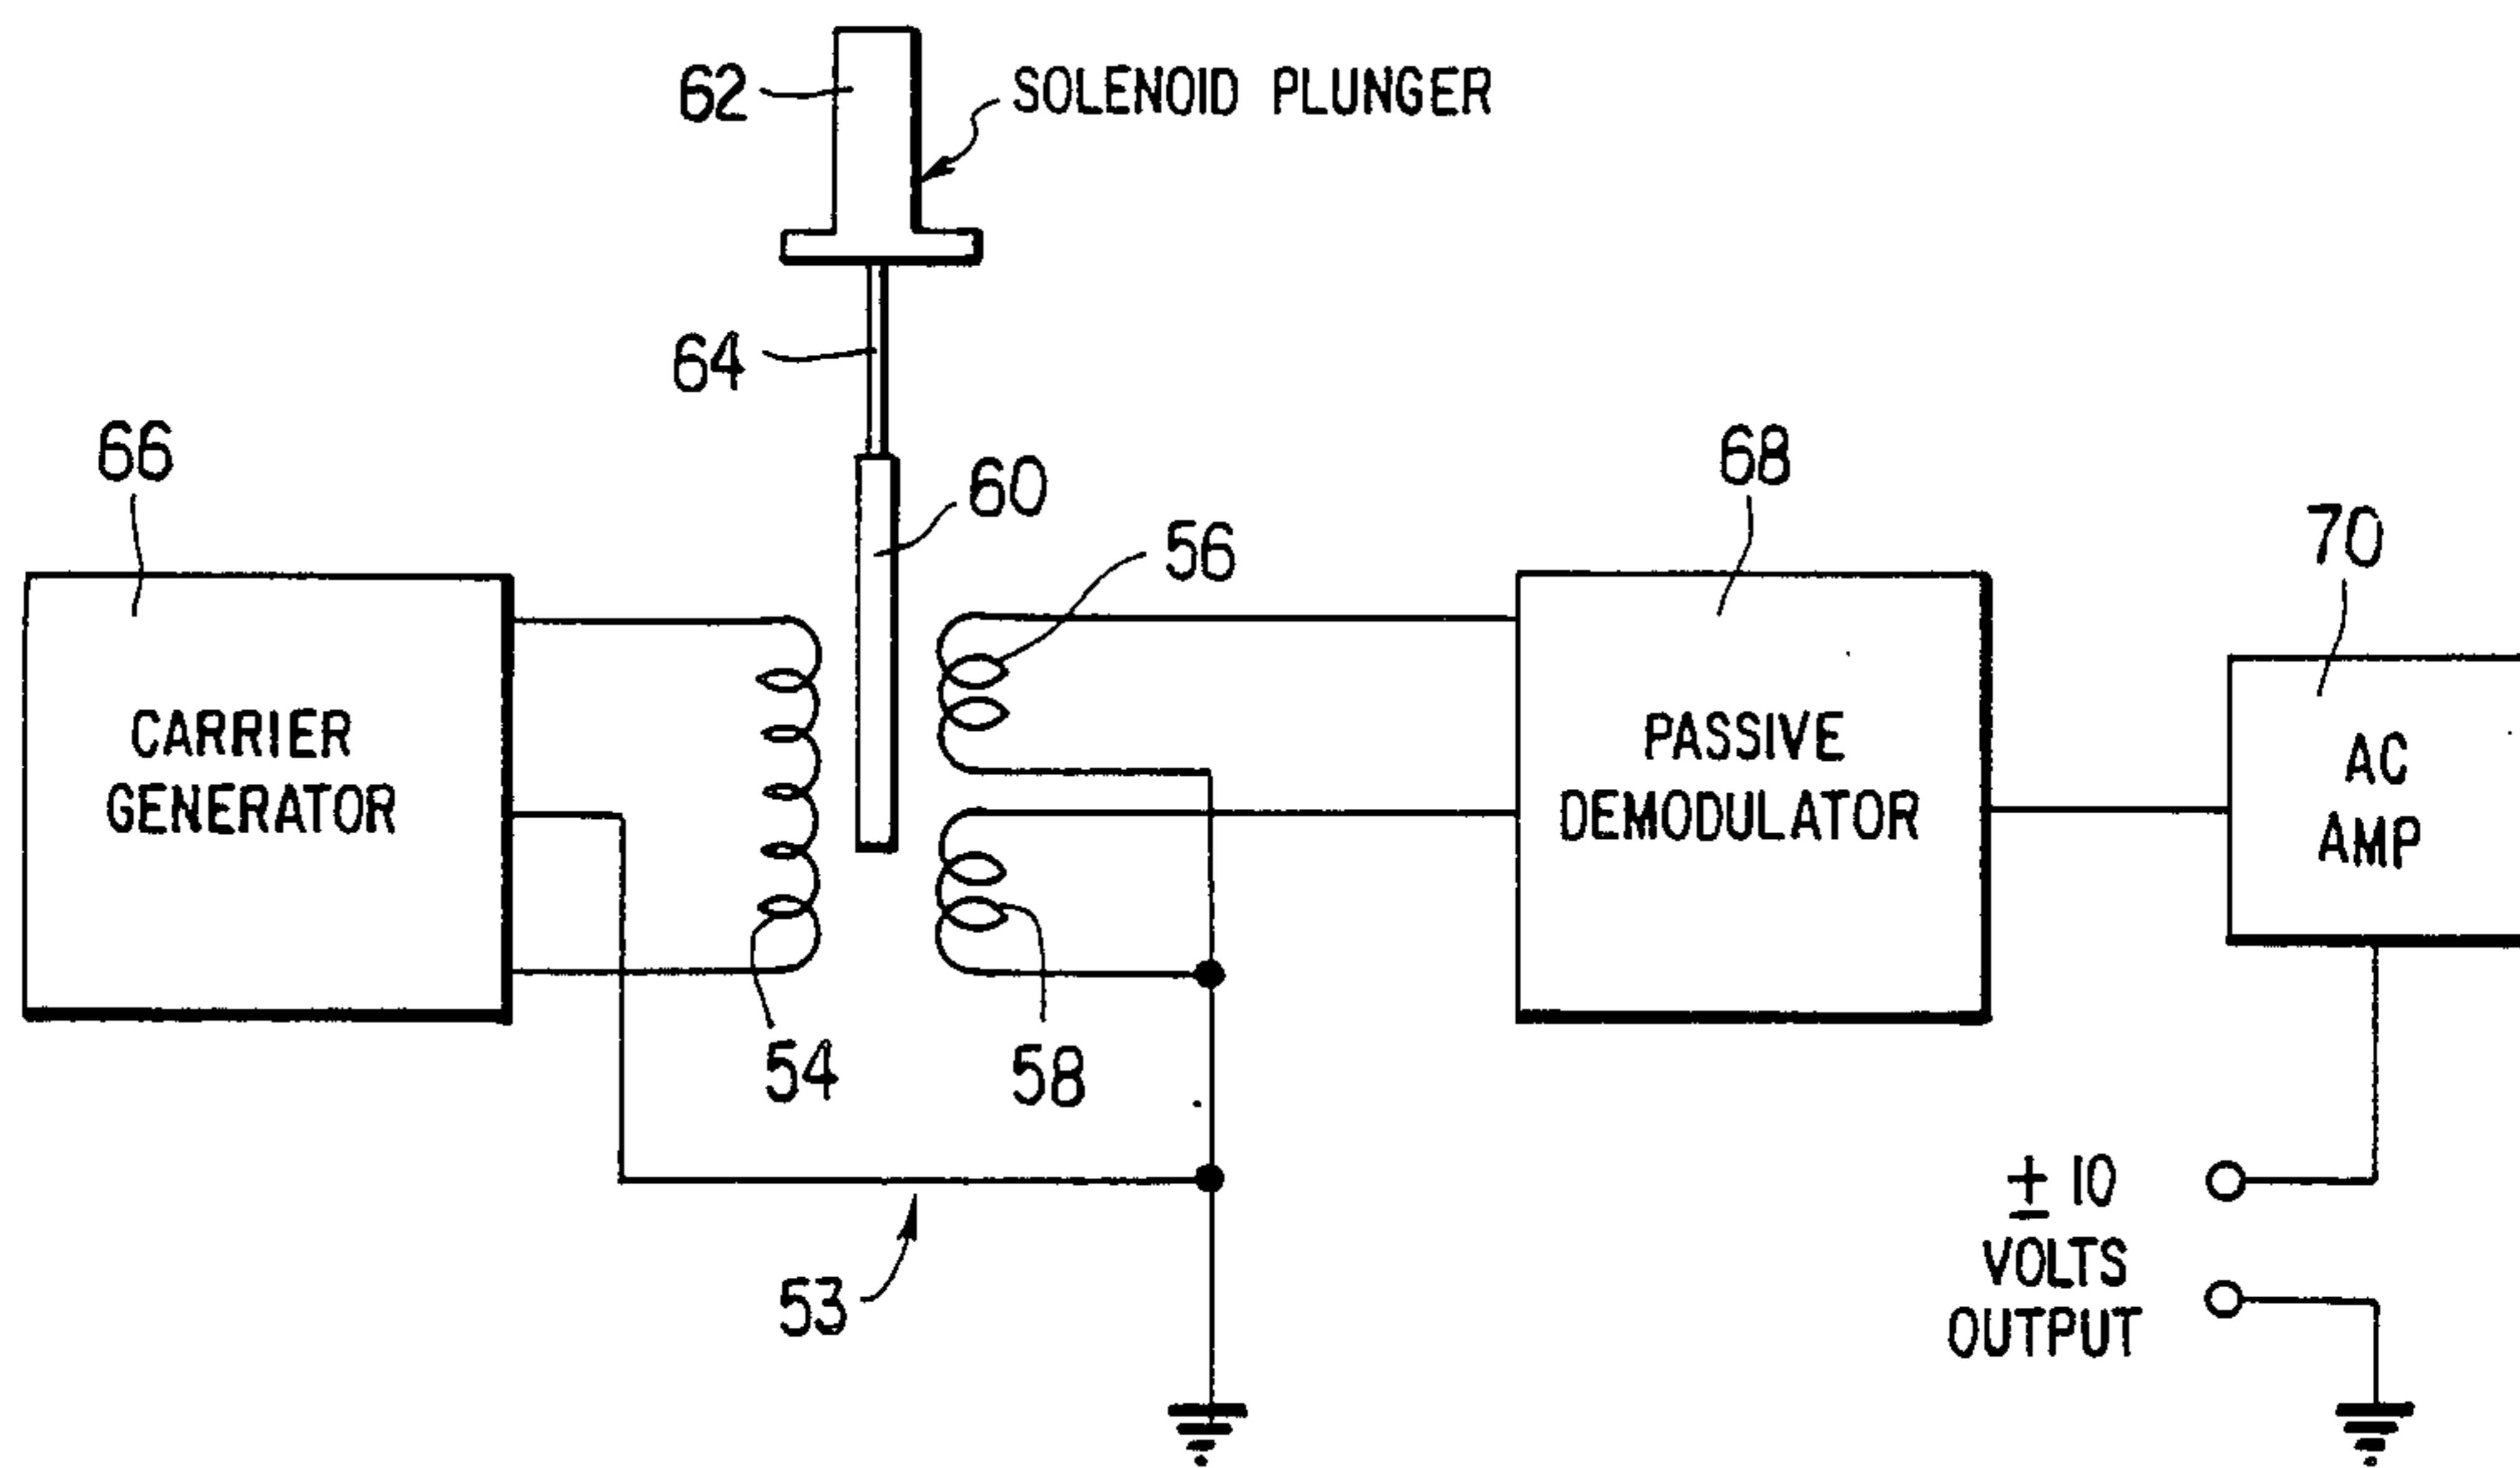 62
SOLENOID PLUNGER
64
66
60
56
68
70
CARRIER
GENERATOR
PASSIVE
DEMODULATOR
AC
AMP
54
58
53
± 10
VOLTS
OUTPUT